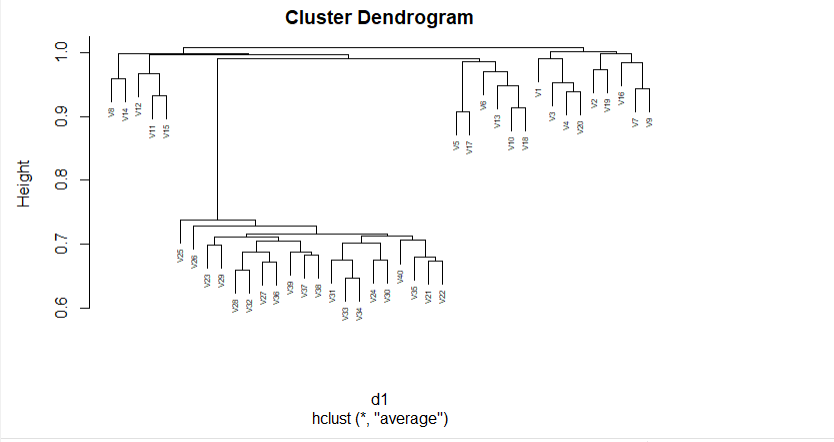 Cluster Dendrogram
Height
1.0
0.9
0.8
0.7
0.6
V8
V14
V12
V11
V15
V25
V26
V23
V29
V28
V32
V27
V36
V39
V37
V38
V31
V33
V34
V24
V30
V40
V35
V21
V22
V5
V17
V6
V13
V10
V18
V1
V3
V4
V20
V2
V19
V16
V7
V9
d1
hclust (*, "average")